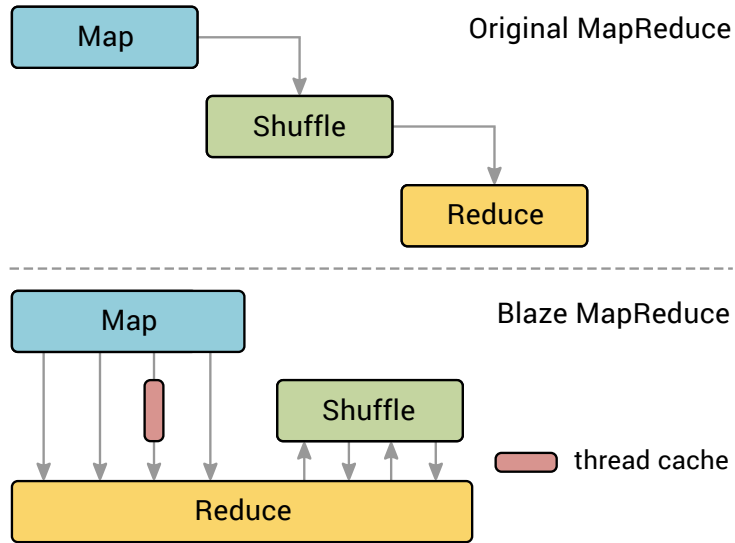 Map
Original MapReduce
Shuffle
Reduce
Map
Blaze MapReduce
Shuffle
thread cache
Reduce